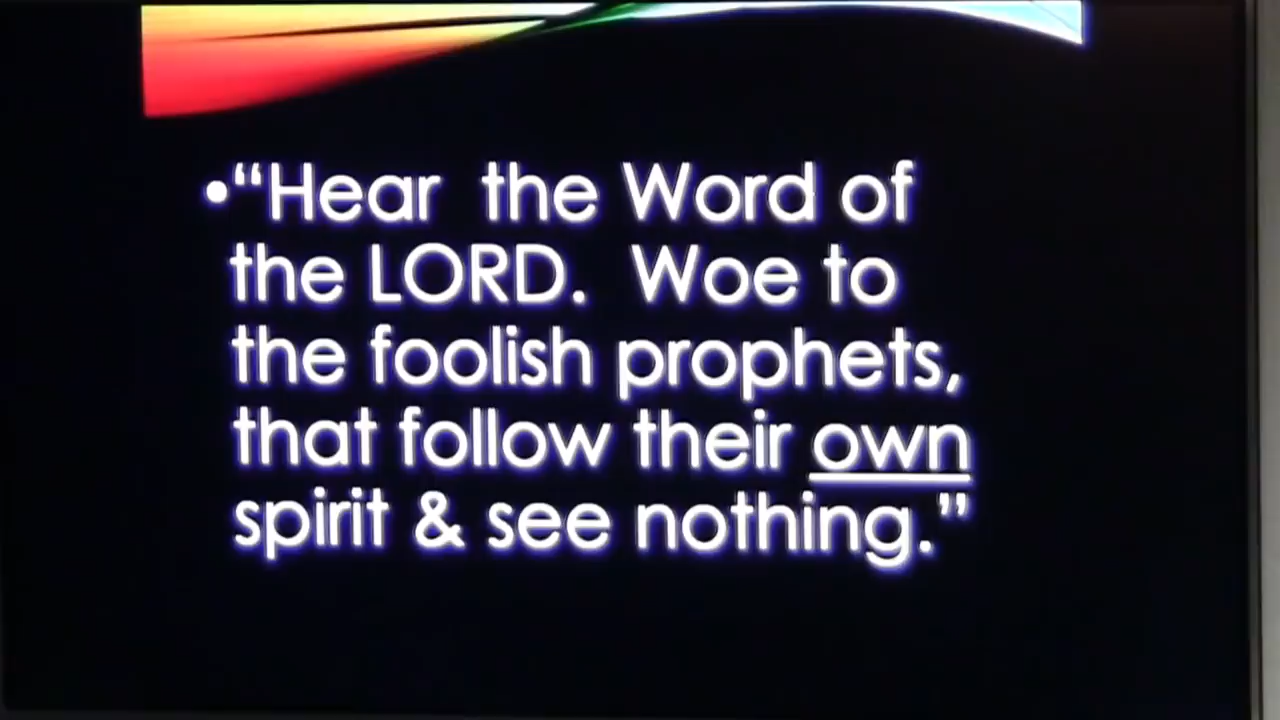 •“Hear  the Word of
the LORD.  Woe to
the foolish prophets,
that follow their own
spirit & see nothing.”